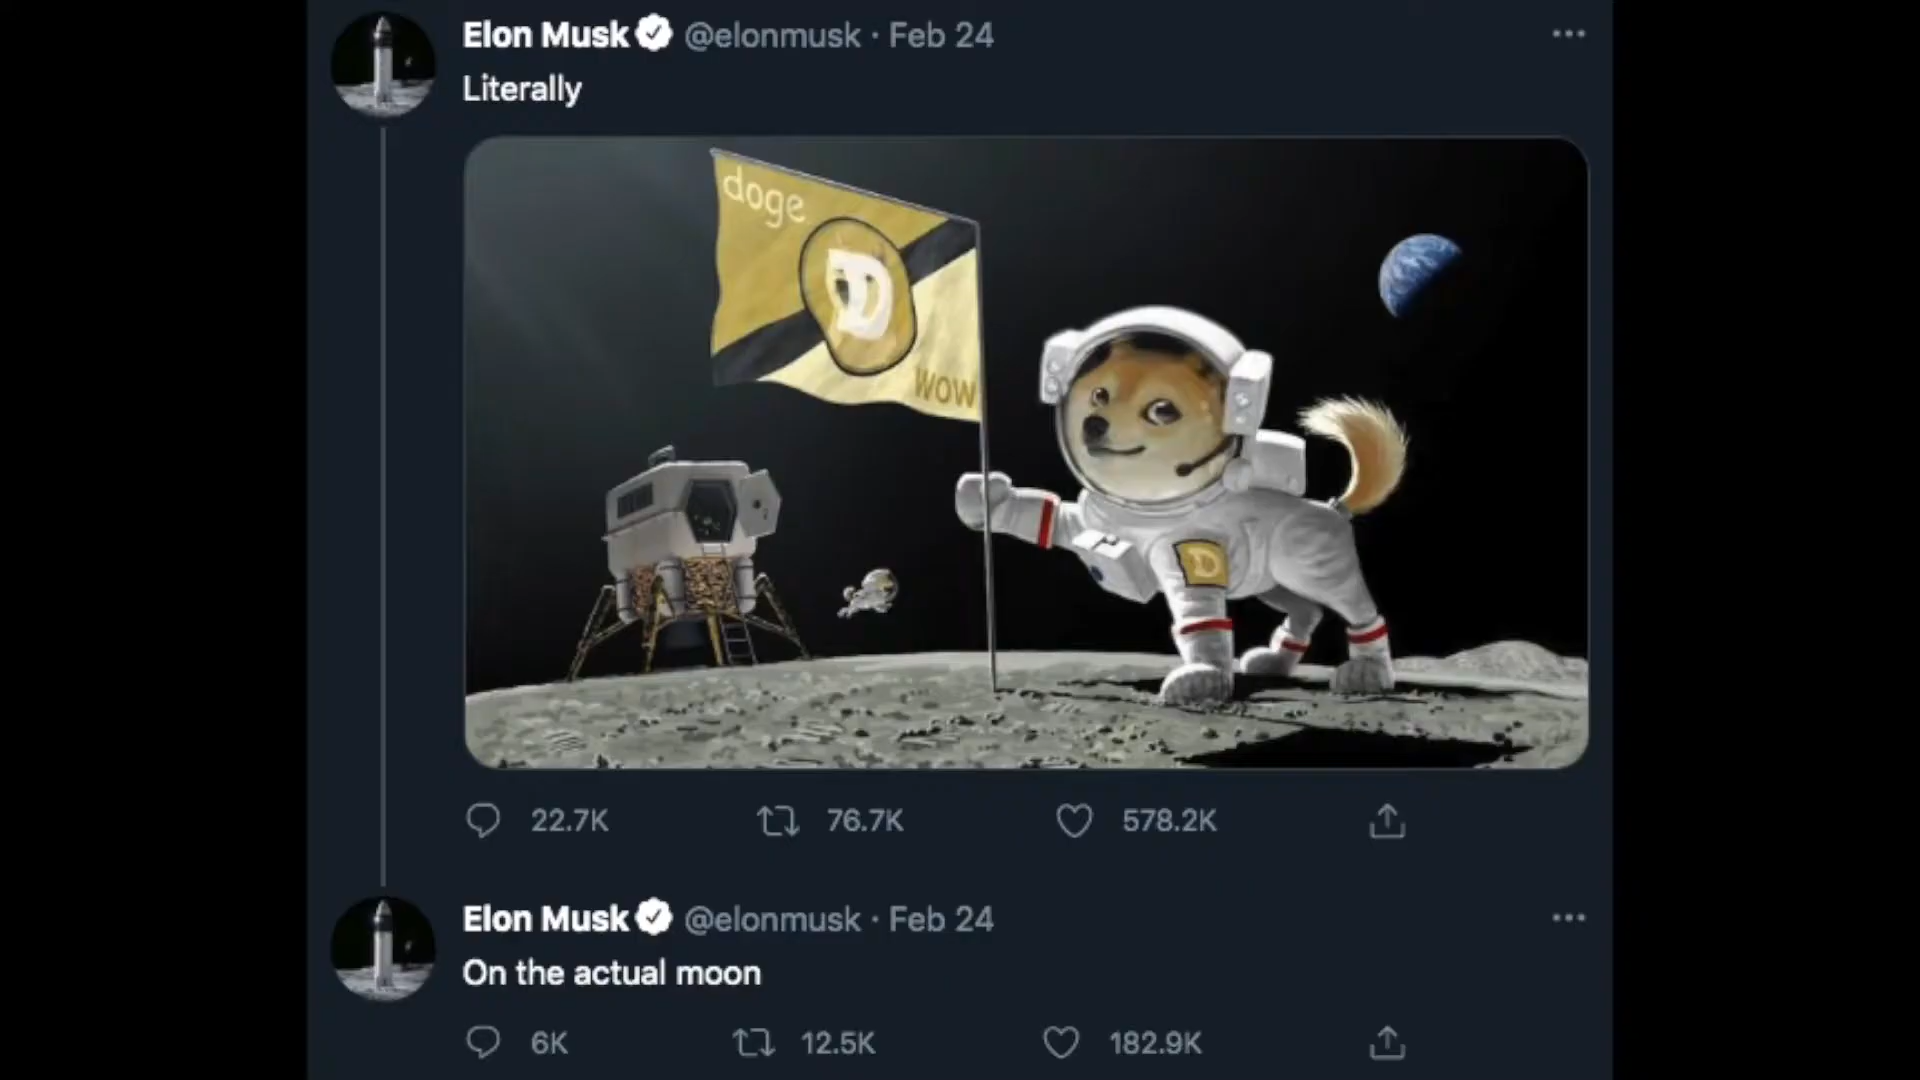 Elon Musk @elonmusk · Feb 24
Literally
doge
D
wow
D
22.7K 76.7K 578.2K
Elon Musk @elonmusk · Feb 24
On the actual moon
6K 12.5K 182.9K